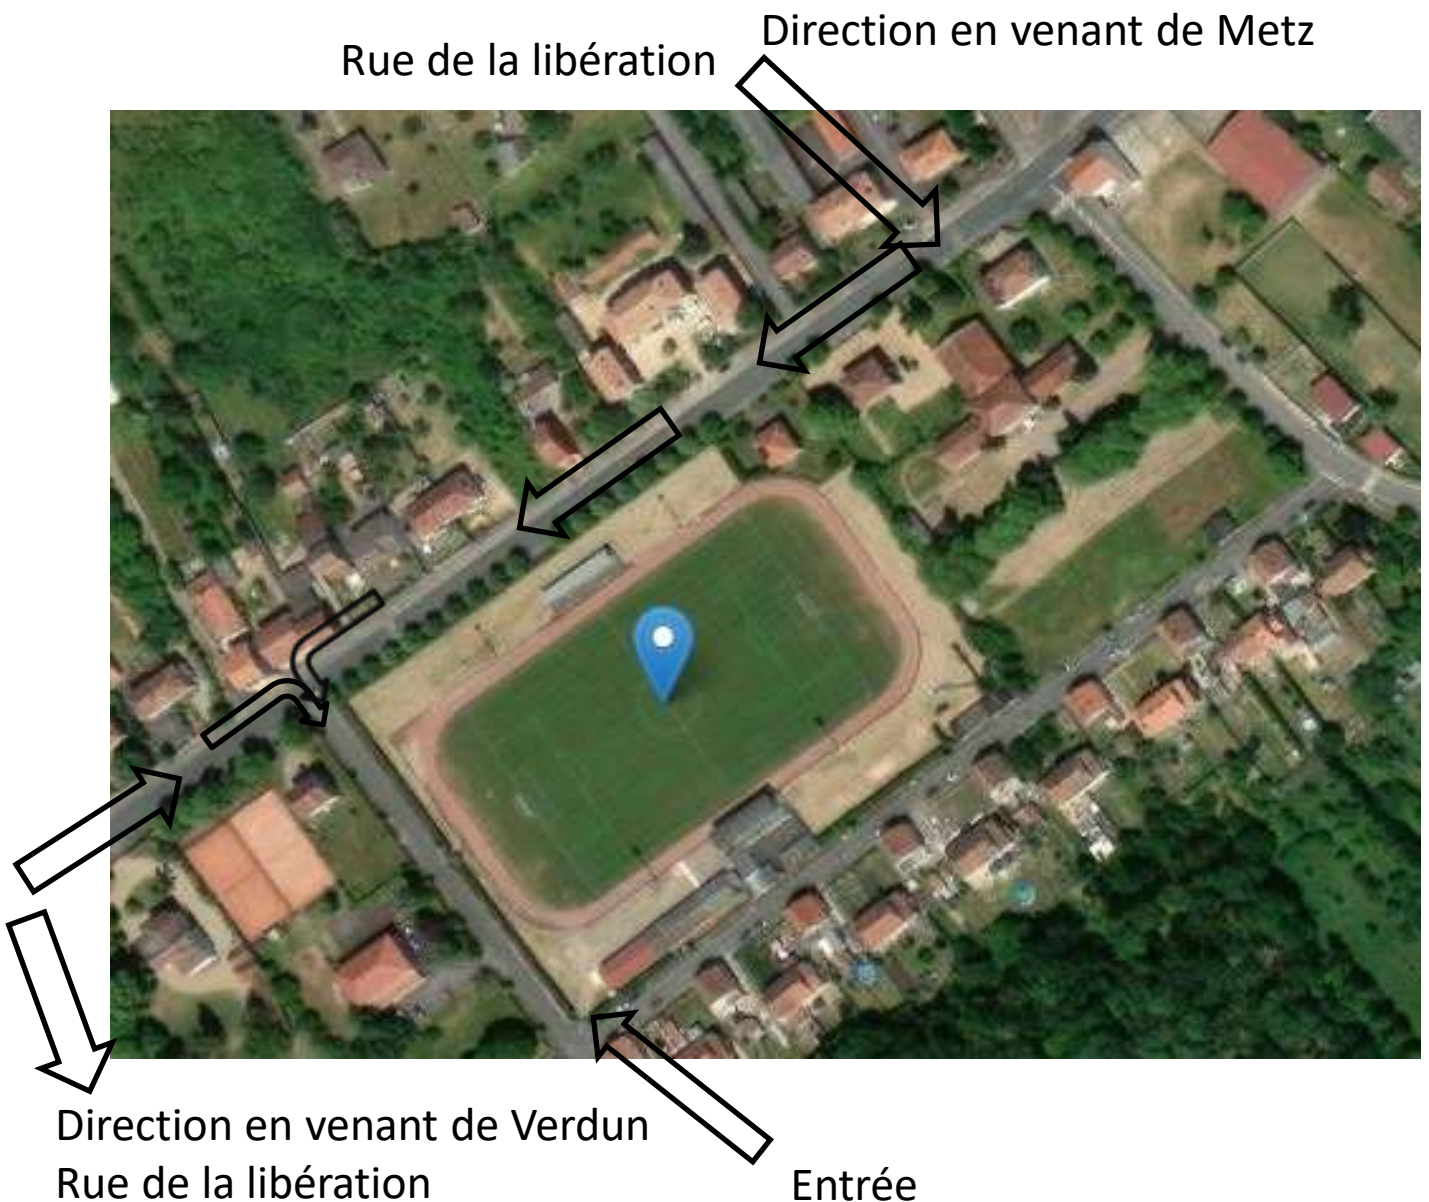 Direction en venant de Metz
Rue de la libération
Direction en venant de Verdun
Rue de la libération
Entrée